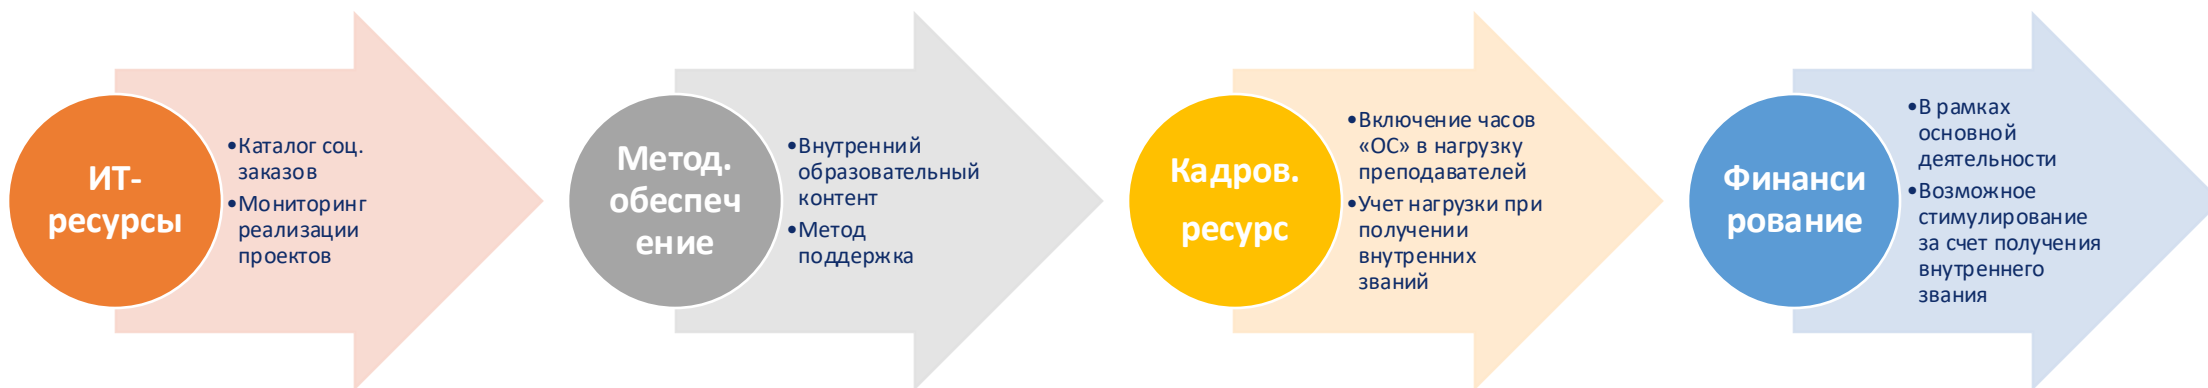 ИТ-
ресурсы
•Каталог соц.
заказов
•Мониторинг
реализации
проектов
Метод.
обеспеч
ение
•Внутренний
образовательный
контент
•Метод
поддержка
Кадров.
ресурс
•Включение часов
«ОС» в нагрузку
преподавателей
•Учет нагрузки при
получении
внутренних
званий
Финанси
рование
•В рамках
основной
деятельности
•Возможное
стимулирование
за счет получения
внутреннего
звания